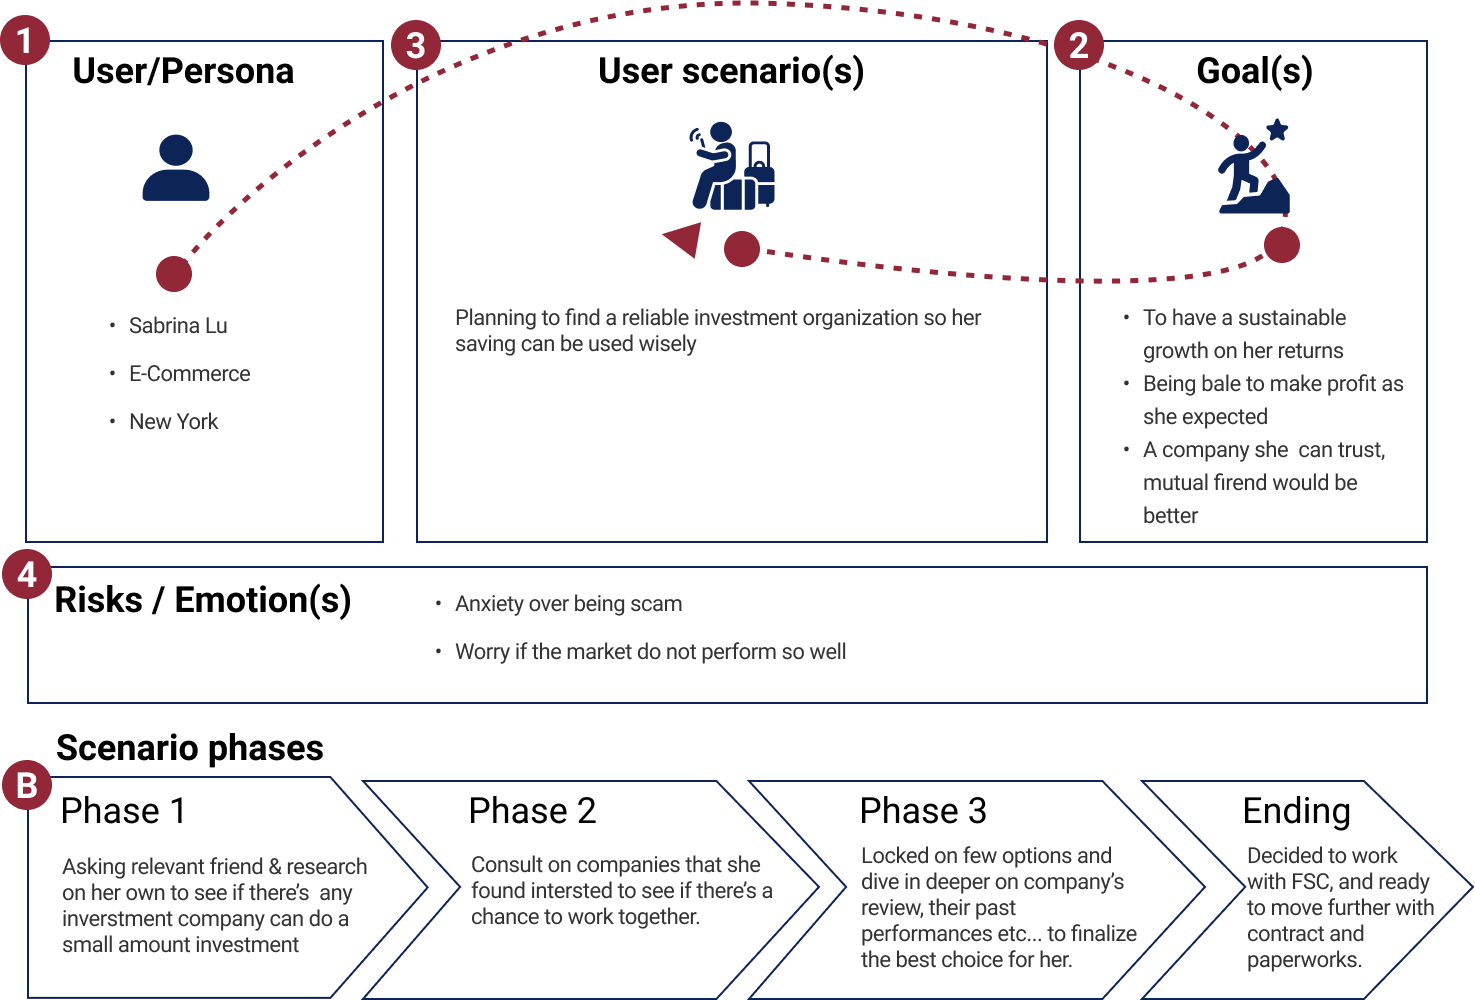 1
User/Persona
• Sabrina Lu
• E-Commerce
• New York
3
User scenario(s)
Planning to find a reliable investment organization so her
saving can be used wisely
2
Goal(s)
• To have a sustainable
growth on her returns
• Being bale to make profit as
she expected
• A company she  can trust,
mutual firend would be
better
4
Risks / Emotion(s)
• Anxiety over being scam
• Worry if the market do not perform so well
Scenario phases
B
Phase 1
Asking relevant friend & research
on her own to see if there’s  any
inverstment company can do a
small amount investment
Phase 2
Consult on companies that she
found intersted to see if there’s a
chance to work together.
Phase 3
Locked on few options and
dive in deeper on company’s
review, their past
performances etc... to finalize
the best choice for her.
Ending
Decided to work
with FSC, and ready
to move further with
contract and
paperworks.